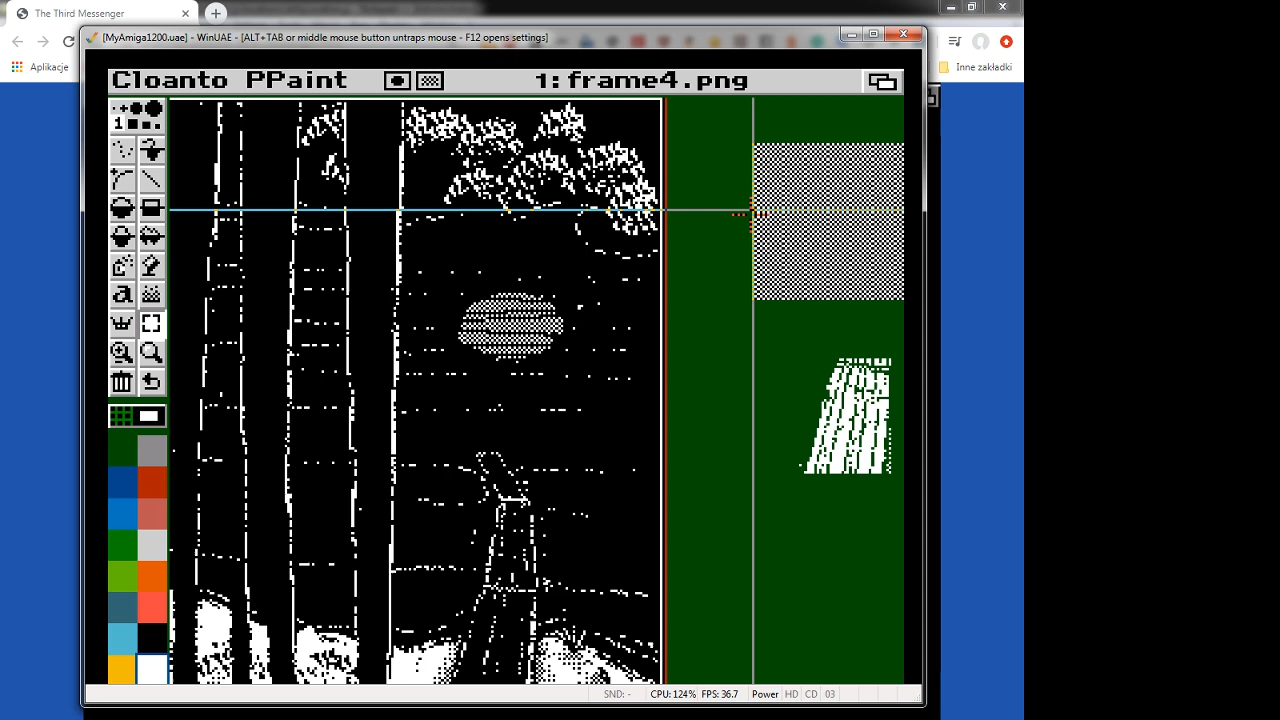 The Third Messenger
[MyAmiga1200.uae] - WinUAE - [ALT+TAB or middle mouse button untraps mouse - F12 opens settings]
Aplikacje
Inne zakładki
Cloanto PPaint
1:frame4.png
1
a
SND: -
CPU: 124%
FPS: 36.7
Power
HD
CD
03